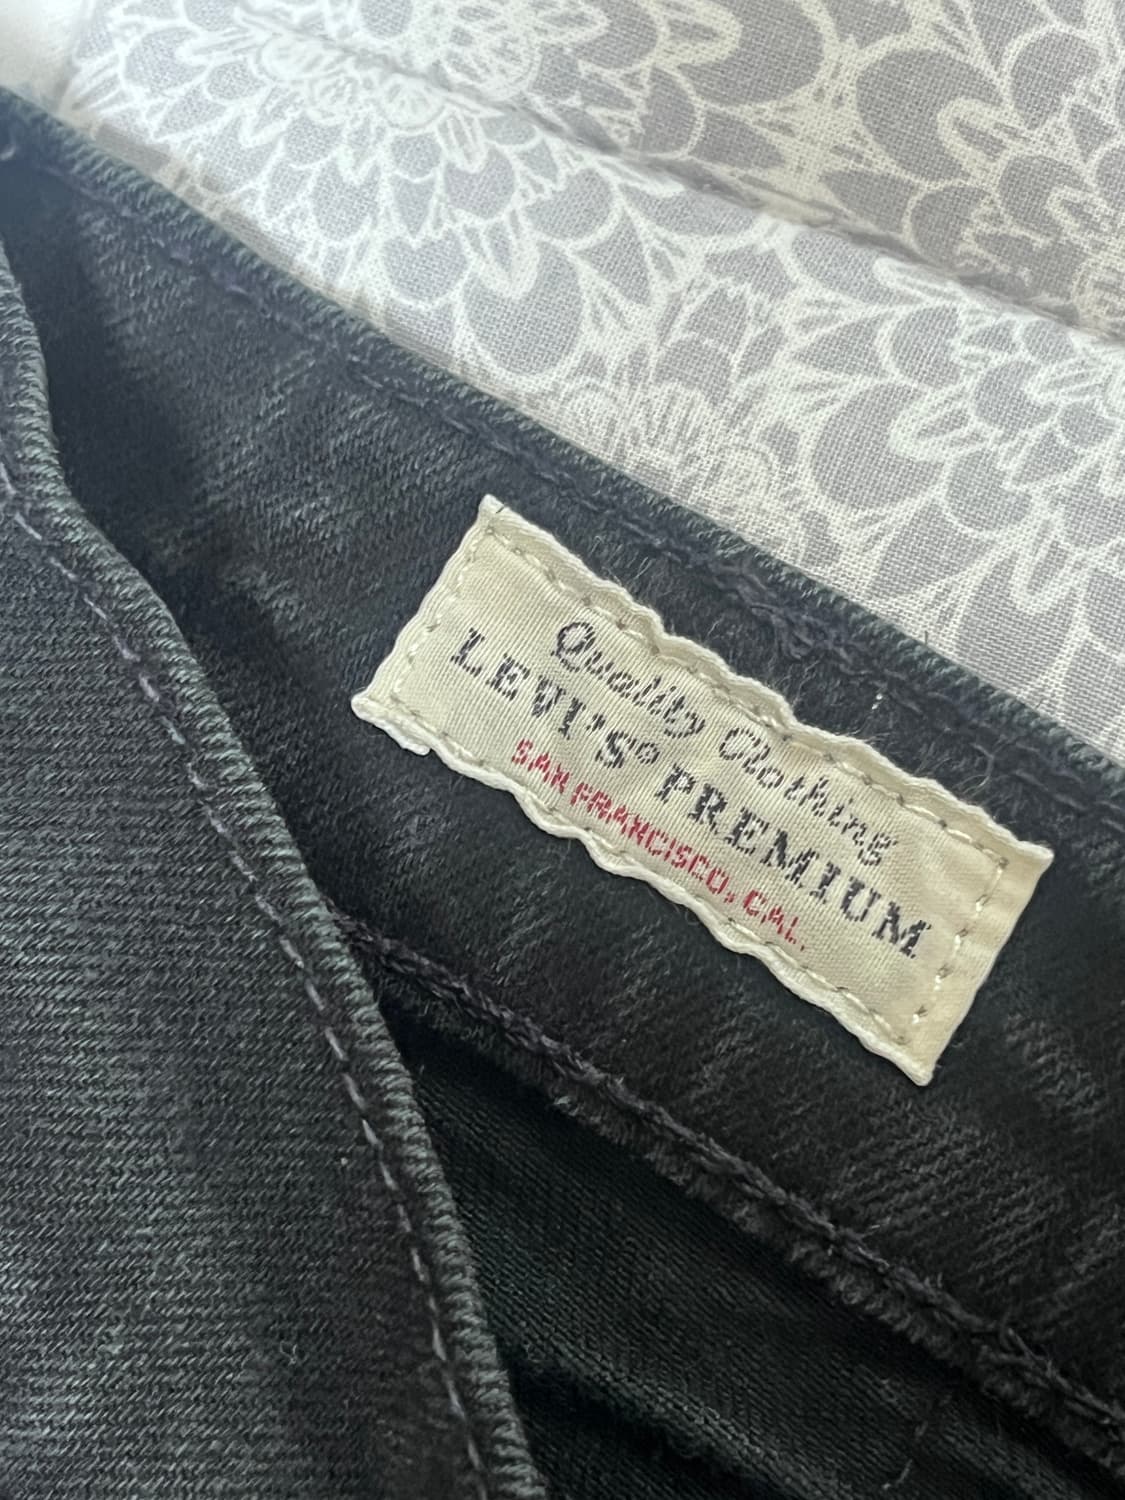 Quality Clothing
LEVI'S® PREMIUM
SAN FRANCISCO, CAL.